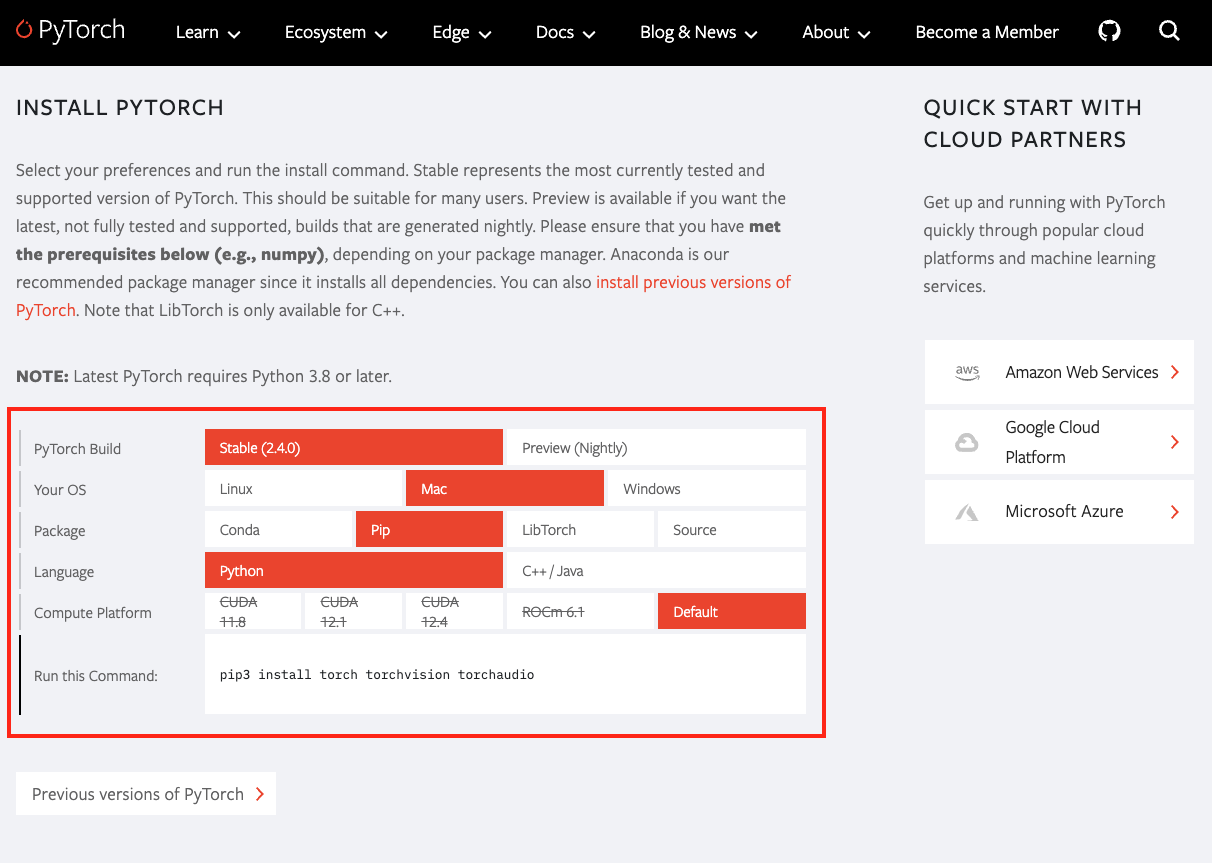 PyTorch
Learn
Ecosystem
Edge
Docs
Blog & News
About
Become a Member
INSTALL PYTORCH
Select your preferences and run the install command. Stable represents the most currently tested and
supported version of PyTorch. This should be suitable for many users. Preview is available if you want the
latest, not fully tested and supported, builds that are generated nightly. Please ensure that you have met
the prerequisites below (e.g., numpy), depending on your package manager. Anaconda is our
recommended package manager since it installs all dependencies. You can also install previous versions of
PyTorch. Note that LibTorch is only available for C++.
NOTE: Latest PyTorch requires Python 3.8 or later.
PyTorch Build
Stable (2.4.0)
Preview (Nightly)
Your OS
Linux
Mac
Windows
Package
Conda
Pip
LibTorch
Source
Language
Python
C++ / Java
Compute Platform
CUDA
11.8
CUDA
12.1
CUDA
12.4
ROCm 6.1
Default
Run this Command:
pip3 install torch torchvision torchaudio
Previous versions of PyTorch
QUICK START WITH
CLOUD PARTNERS
Get up and running with PyTorch
quickly through popular cloud
platforms and machine learning
services.
aws
Amazon Web Services
Google Cloud
Platform
Microsoft Azure